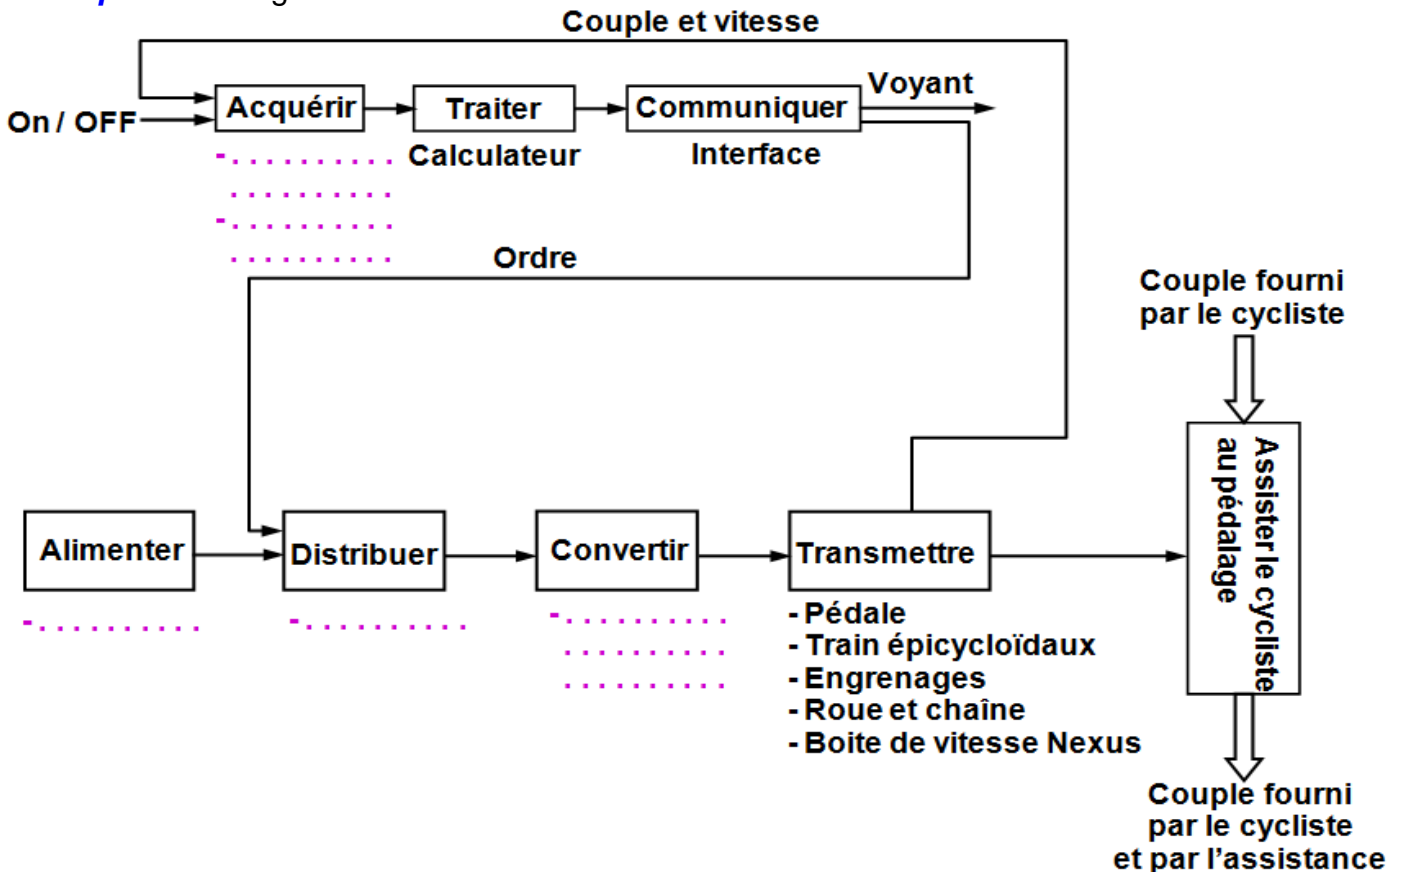 Couple et vitesse
Voyant
On / OFF
Acquérir
Traiter
Communiquer
- . . . . . . . . . .
. . . . . . . . . .
- . . . . . . . . . .
. . . . . . . . . .
Calculateur
Interface
Ordre
Couple fourni
par le cycliste
Assister le cycliste
au pédalage
Alimenter
Distribuer
Convertir
Transmettre
- . . . . . . . . . .
- . . . . . . . . . .
- . . . . . . . . . .
. . . . . . . . . .
. . . . . . . . . .
- Pédale
- Train épicycloïdaux
- Engrenages
- Roue et chaîne
- Boite de vitesse Nexus
Couple fourni
par le cycliste
et par l'assistance